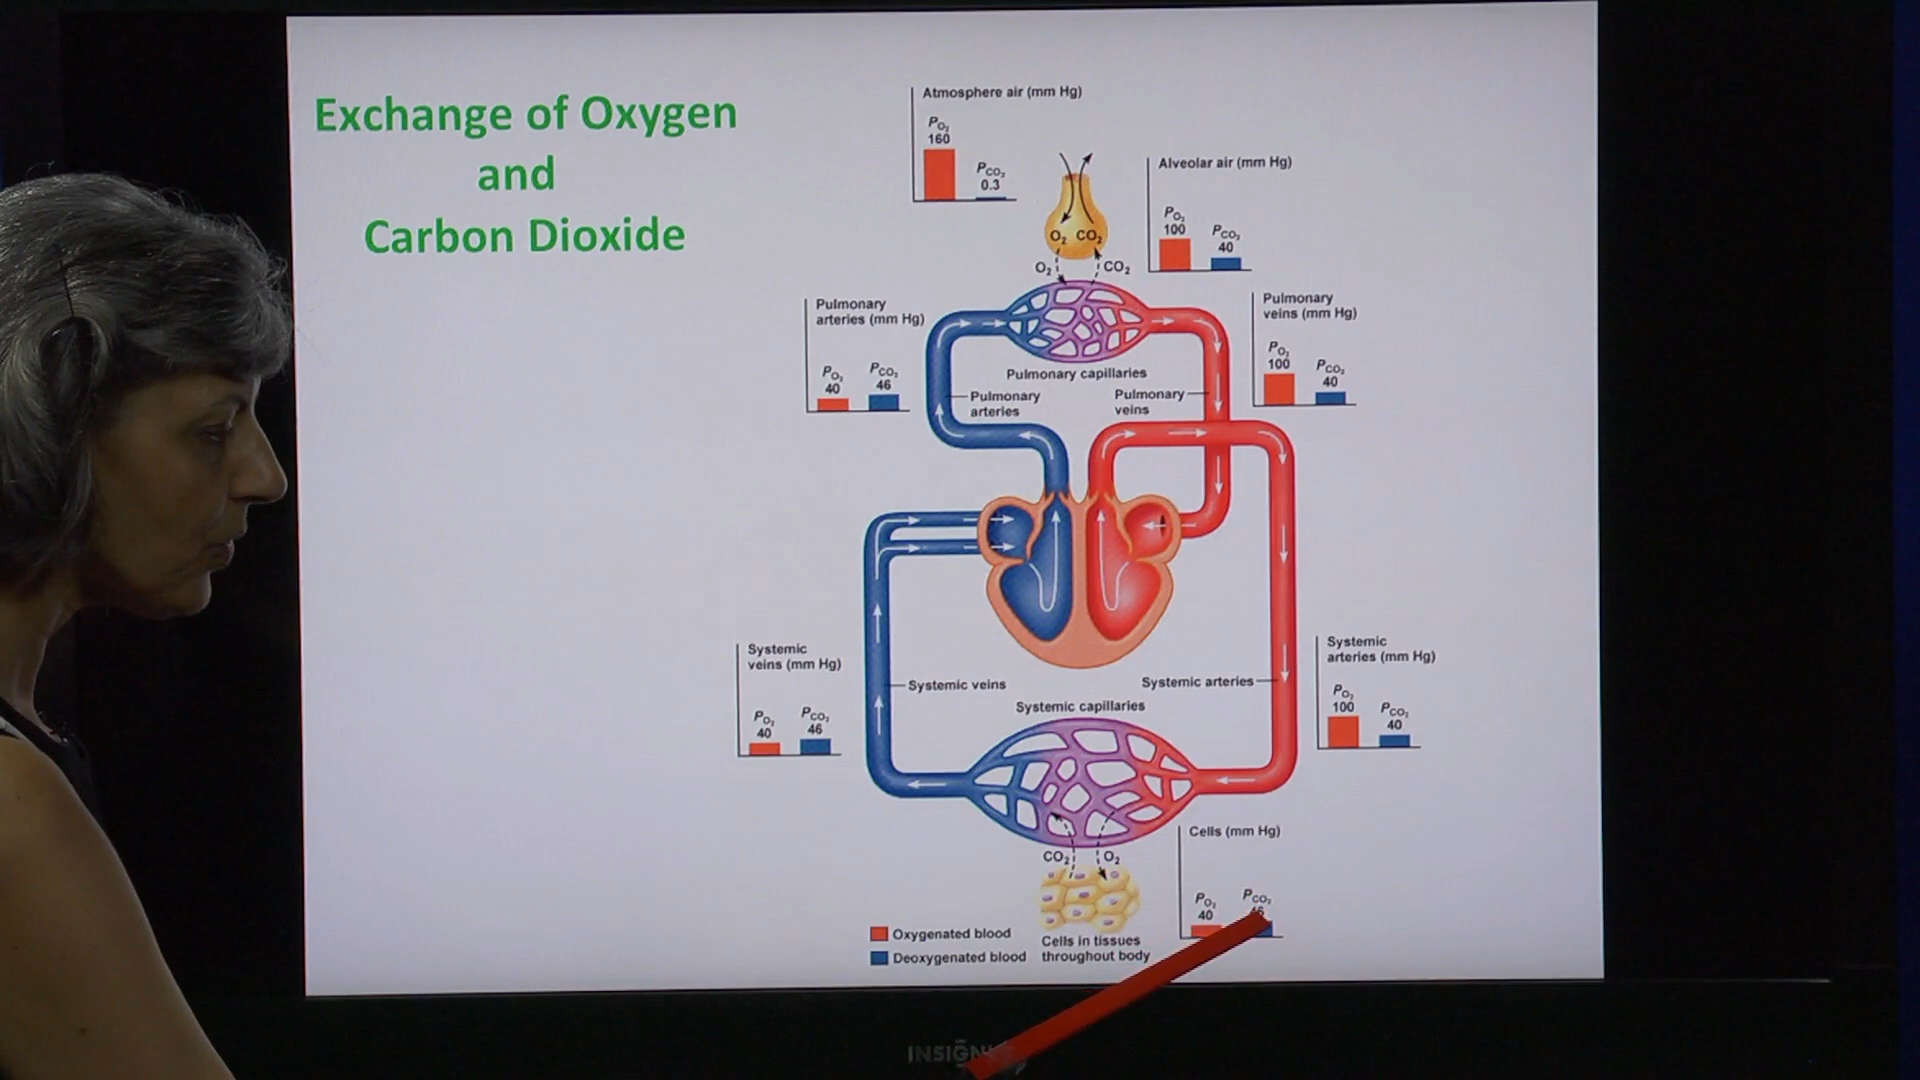 Exchange of Oxygen
and
Carbon Dioxide
Atmosphere air (mm Hg)
PO₂
160
PCO₂
0.3
Alveolar air (mm Hg)
PO₂
100
PCO₂
40
O₂ CO₂
O₂ CO₂
Pulmonary
arteries (mm Hg)
PO₂
40
PCO₂
46
Pulmonary
veins (mm Hg)
PO₂
100
PCO₂
40
Pulmonary capillaries
Pulmonary
arteries
Pulmonary
veins
Systemic
veins (mm Hg)
PO₂
40
PCO₂
46
Systemic veins
Systemic arteries
Systemic capillaries
Systemic
arteries (mm Hg)
PO₂
100
PCO₂
40
CO₂ O₂
Cells (mm Hg)
PO₂
40
PCO₂
Oxygenated blood
Deoxygenated blood
Cells in tissues
throughout body